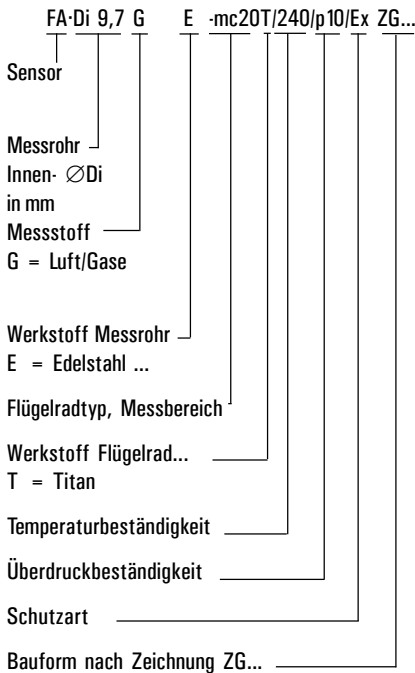 FA·Di 9,7 G E -mc20T/240/p10/Ex ZG...
Sensor
Messrohr
Innen- ∅Di
in mm
Messstoff
G = Luft/Gase
Werkstoff Messrohr
E = Edelstahl ...
Flügelradtyp, Messbereich
Werkstoff Flügelrad...
T = Titan
Temperaturbeständigkeit
Überdruckbeständigkeit
Schutzart
Bauform nach Zeichnung ZG...